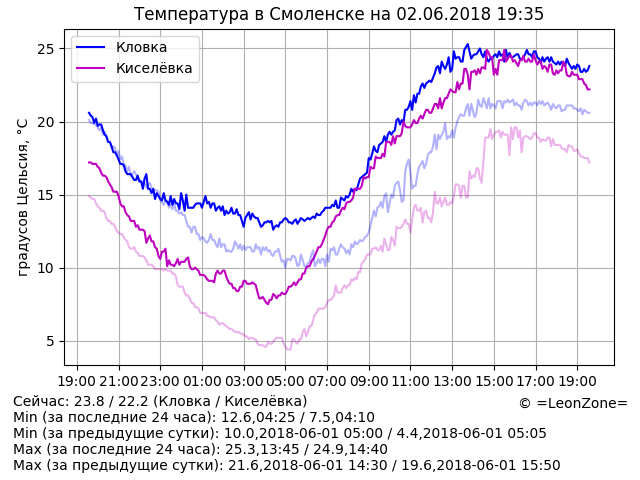 Температура в Смоленске на 02.06.2018 19:35
Кловка
Киселёвка
градусов Цельсия, °C
25
20
15
10
5
19:00 21:00 23:00 01:00 03:00 05:00 07:00 09:00 11:00 13:00 15:00 17:00 19:00
Сейчас: 23.8 / 22.2 (Кловка / Киселёвка)
© =LeonZone=
Min (за последние 24 часа): 12.6,04:25 / 7.5,04:10
Min (за предыдущие сутки): 10.0,2018-06-01 05:00 / 4.4,2018-06-01 05:05
Max (за последние 24 часа): 25.3,13:45 / 24.9,14:40
Max (за предыдущие сутки): 21.6,2018-06-01 14:30 / 19.6,2018-06-01 15:50